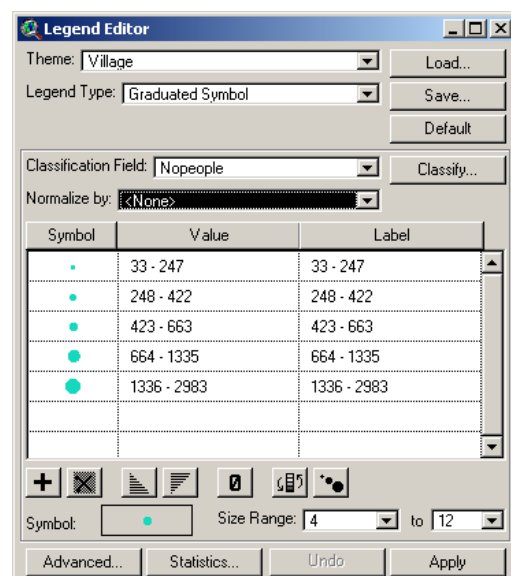 Legend Editor
Theme: Village
Load...
Legend Type: Graduated Symbol
Save...
Default
Classification Field: Nopeople
Classify...
Normalize by: <None>
Symbol Value Label
33 - 247 33 - 247
248 - 422 248 - 422
423 - 663 423 - 663
664 - 1335 664 - 1335
1336 - 2983 1336 - 2983
0
Symbol: Size Range: 4 to 12
Advanced... Statistics... Undo Apply